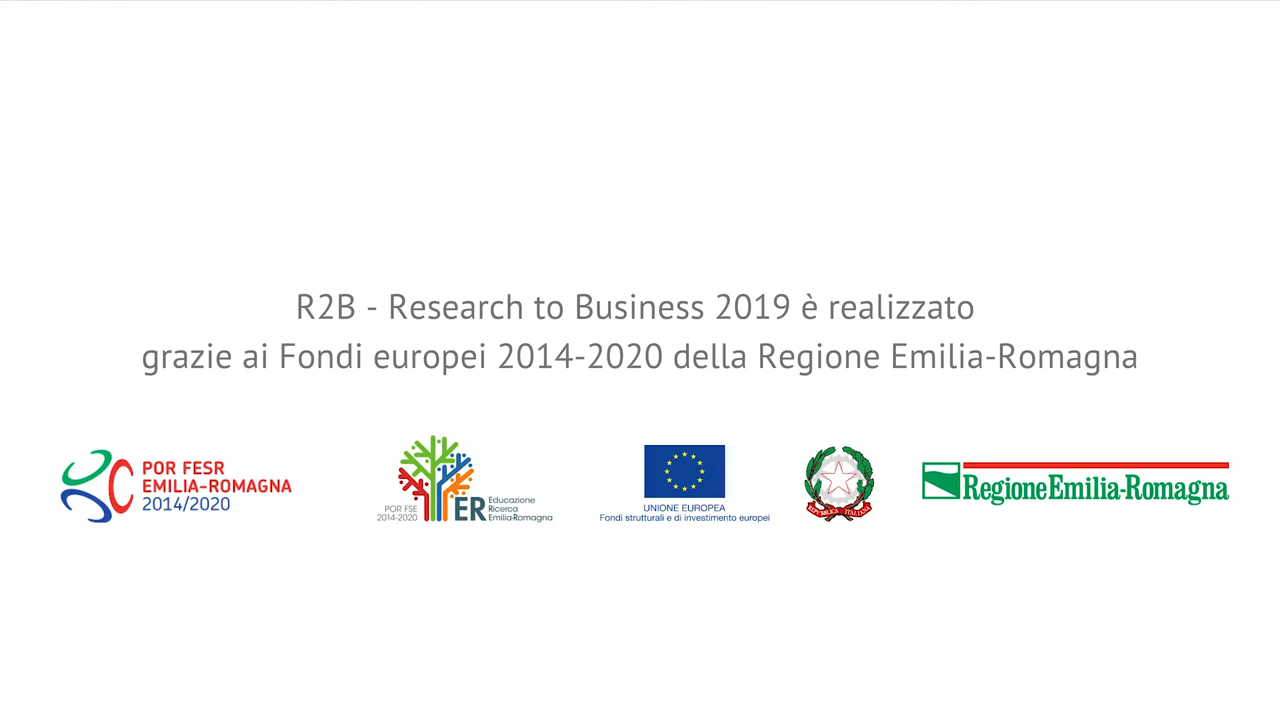 R2B - Research to Business 2019 è realizzato
grazie ai Fondi europei 2014-2020 della Regione Emilia-Romagna
POR FESR
EMILIA-ROMAGNA
2014/2020
POR FSE
2014-2020
ER
Educazione
Ricerca
Emilia-Romagna
UNIONE EUROPEA
Fondi strutturali e di investimento europei
REPVBBLICA ITALIANA
RegioneEmilia-Romagna